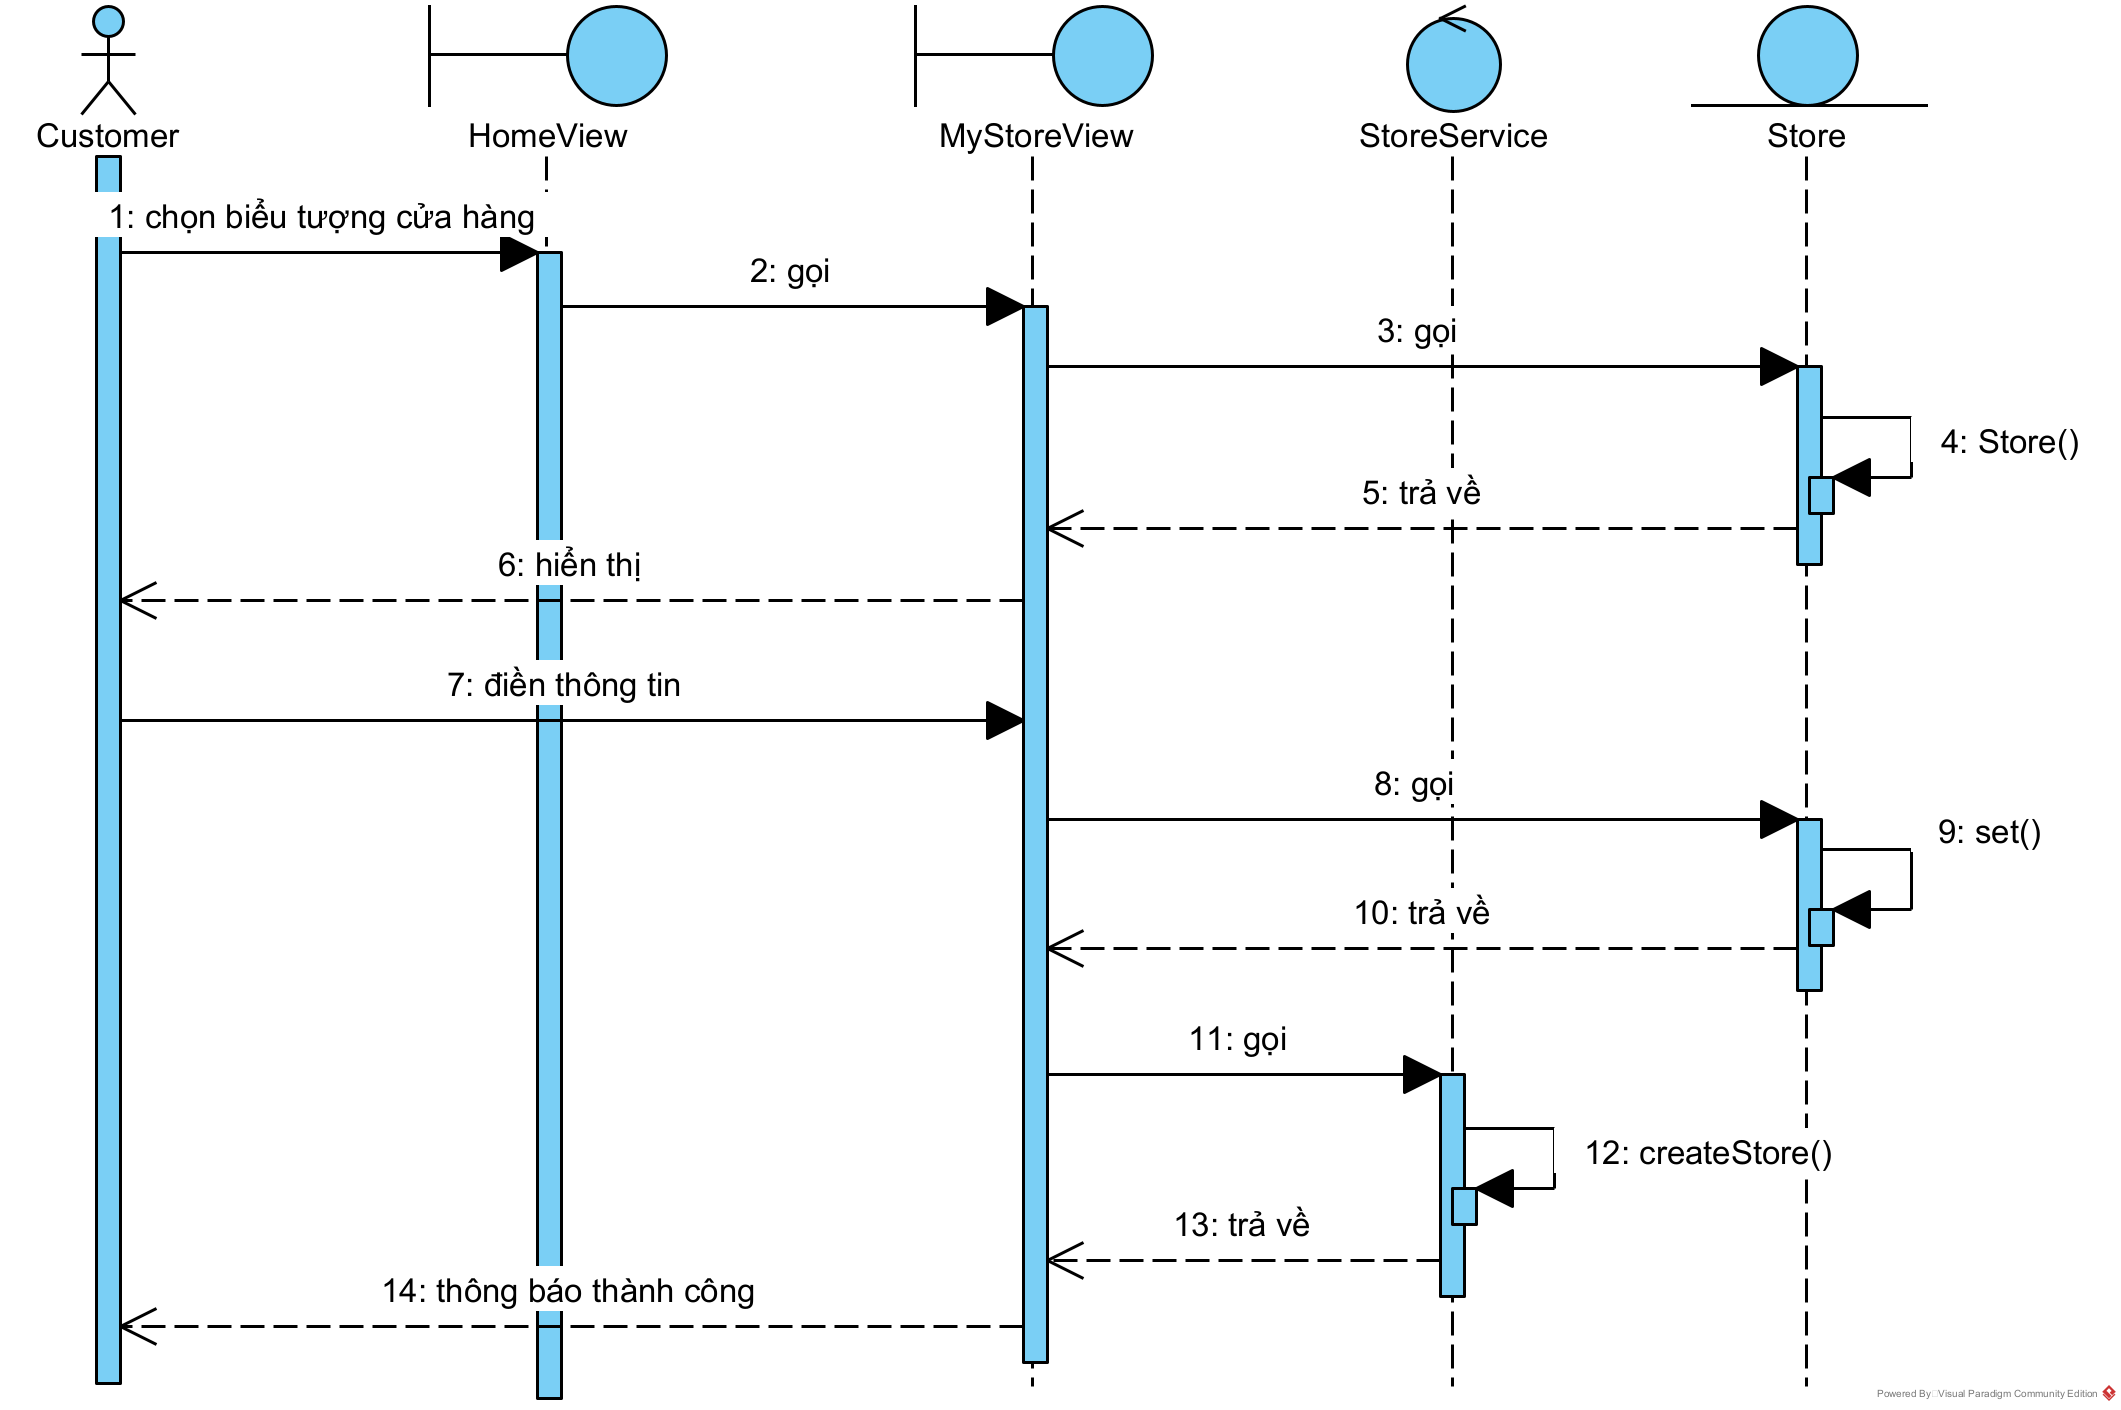 Customer
HomeView
MyStoreView
StoreService
Store
1: chọn biểu tượng cửa hàng
2: gọi
3: gọi
4: Store()
5: trả về
6: hiển thị
7: điền thông tin
8: gọi
9: set()
10: trả về
11: gọi
12: createStore()
13: trả về
14: thông báo thành công
Powered By Visual Paradigm Community Edition